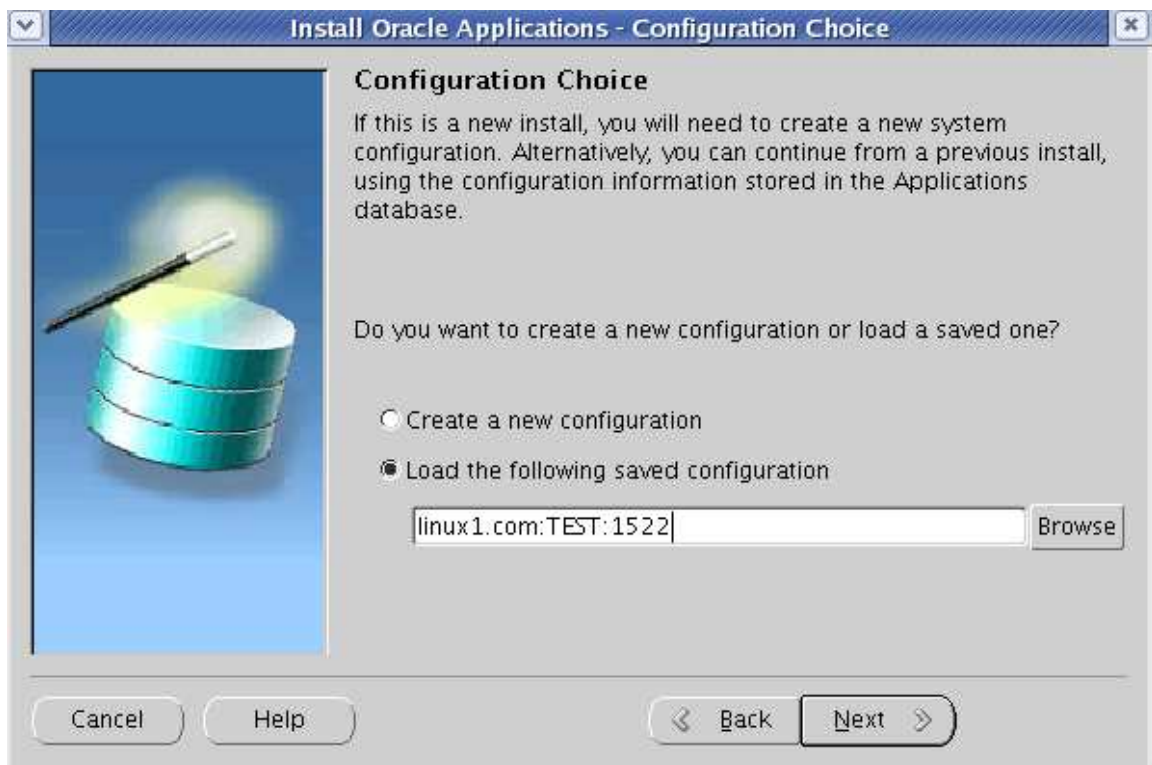 Install Oracle Applications - Configuration Choice
Configuration Choice
If this is a new install, you will need to create a new system
configuration. Alternatively, you can continue from a previous install,
using the configuration information stored in the Applications
database.
Do you want to create a new configuration or load a saved one?
Create a new configuration
Load the following saved configuration
linux1.com:TEST:1522
Browse
Cancel
Help
Back
Next